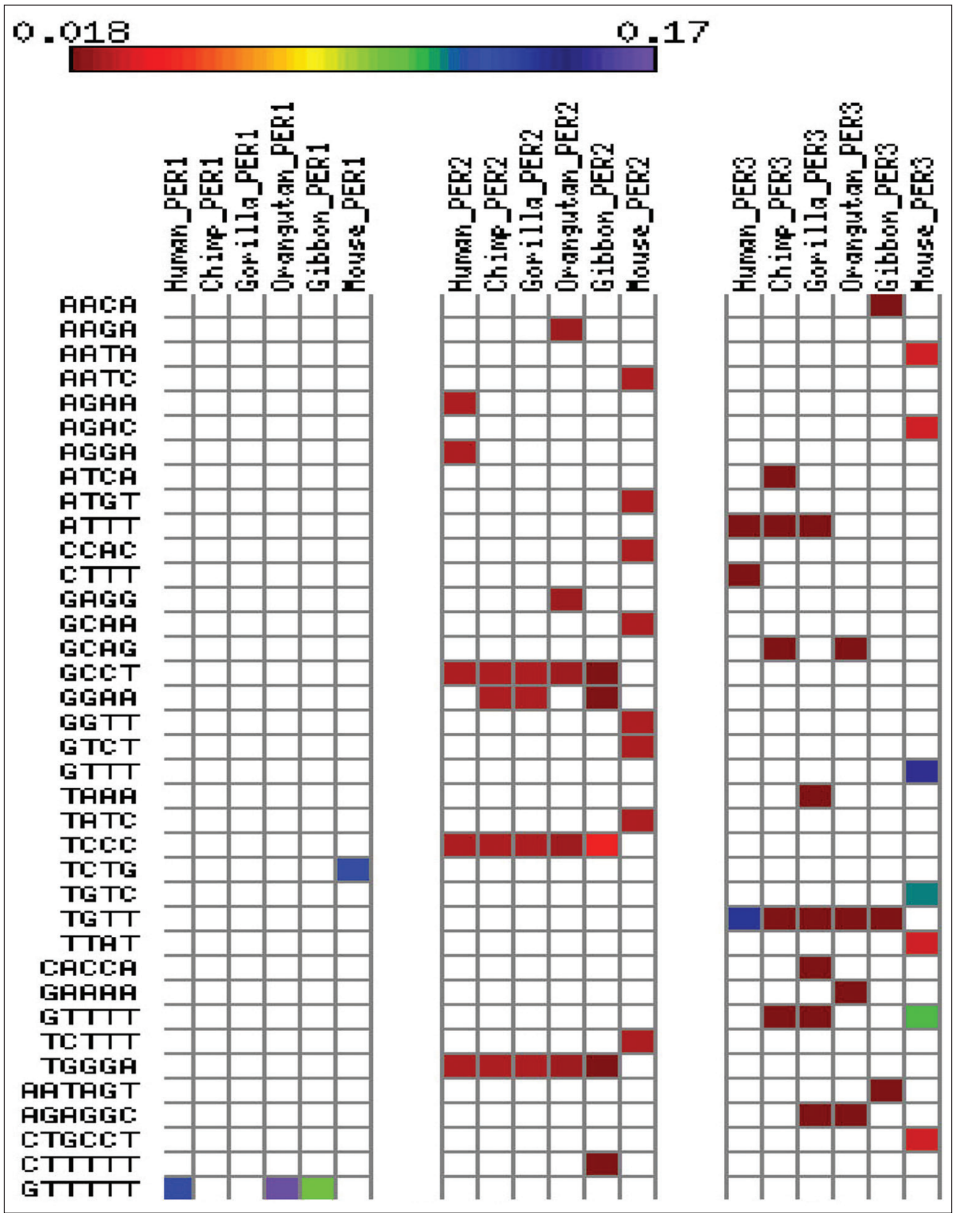 0.018 0.17
Human_PER1 Chimp_PER1 Gorilla_PER1 Orangutan_PER1 Gibbon_PER1 Mouse_PER1 Human_PER2 Chimp_PER2 Gorilla_PER2 Orangutan_PER2 Gibbon_PER2 Mouse_PER2 Human_PER3 Chimp_PER3 Gorilla_PER3 Orangutan_PER3 Gibbon_PER3 Mouse_PER3
AACA
AAGA
AATA
AATC
AGAA
AGAC
AGGA
ATCA
ATGT
ATTT
CCAC
CTTT
GAGG
GCAA
GCAG
GCCT
GGAA
GGTT
GTCT
GTTT
TAAA
TATC
TCCC
TCTG
TGTC
TGTT
TTAT
CACCA
GAAAA
GTTTT
TCTTT
TGGGA
AATAGT
AGAGGC
CTGCCT
CTTTTT
GTTTTT